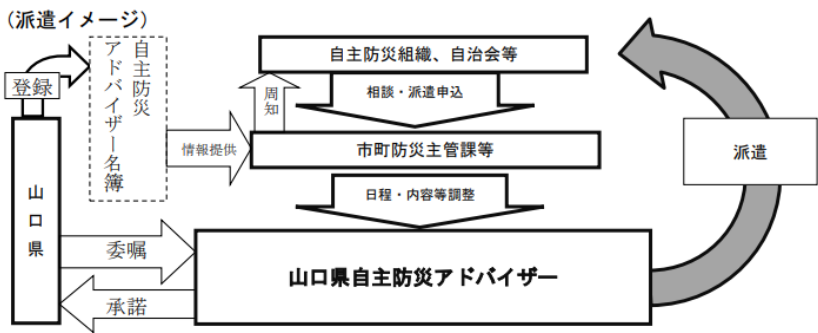 （派遣イメージ）
自主防災組織、自治会等
自主防災
アドバイザー名簿
登録
周知
相談・派遣申込
情報提供
市町防災主管課等
派遣
山口県
日程・内容等調整
委嘱
山口県自主防災アドバイザー
承諾